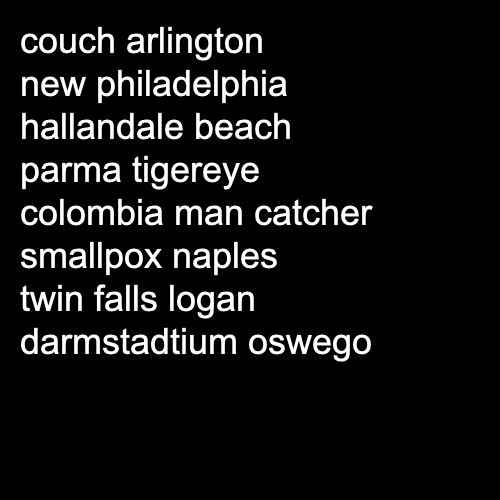 couch arlington
new philadelphia
hallandale beach
parma tigereye
colombia man catcher
smallpox naples
twin falls logan
darmstadtium oswego